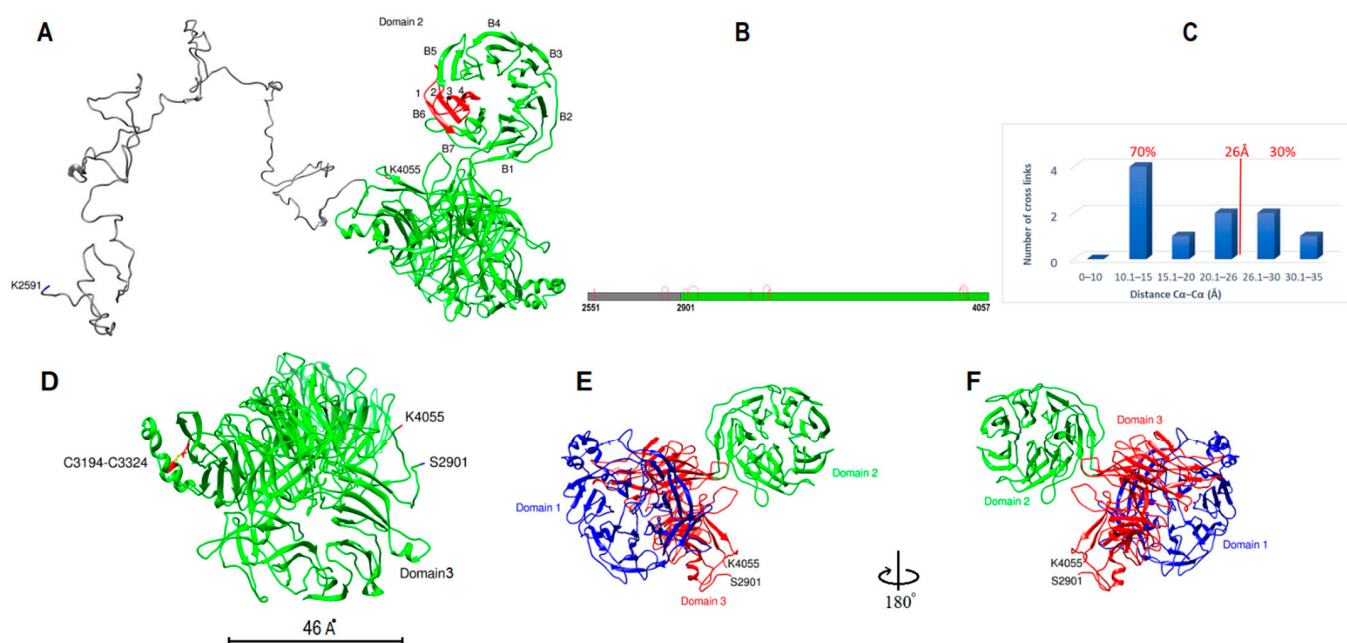 A
Domain 2
B4
B5
B3
1 2 3 4
B6
B2
B7
B1
K4055
K2591
B
2551
2901
4057
C
70%
26Å
30%
Number of cross links
4
2
0
0–10
10.1–15
15.1–20
20.1–26
26.1–30
30.1–35
Distance Cα–Cα (Å)
D
K4055
C3194-C3324
S2901
Domain3
46 Å
E
Domain 2
Domain 1
K4055
S2901
Domain 3
180°
F
Domain 3
Domain 2
K4055
Domain 1
S2901